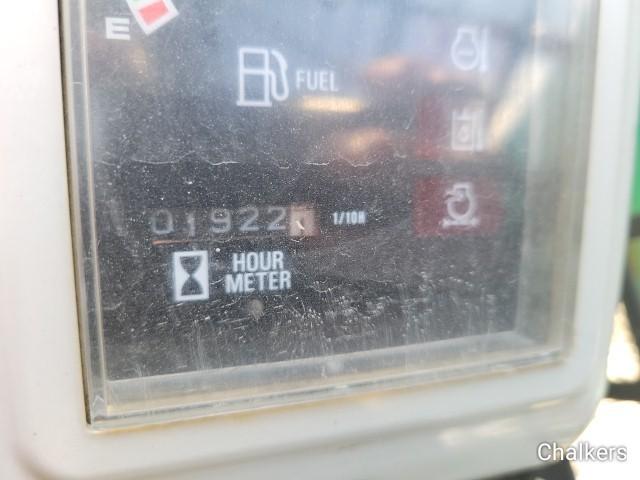 E
FUEL
01922 1/10H
HOUR
METER
Chalkers